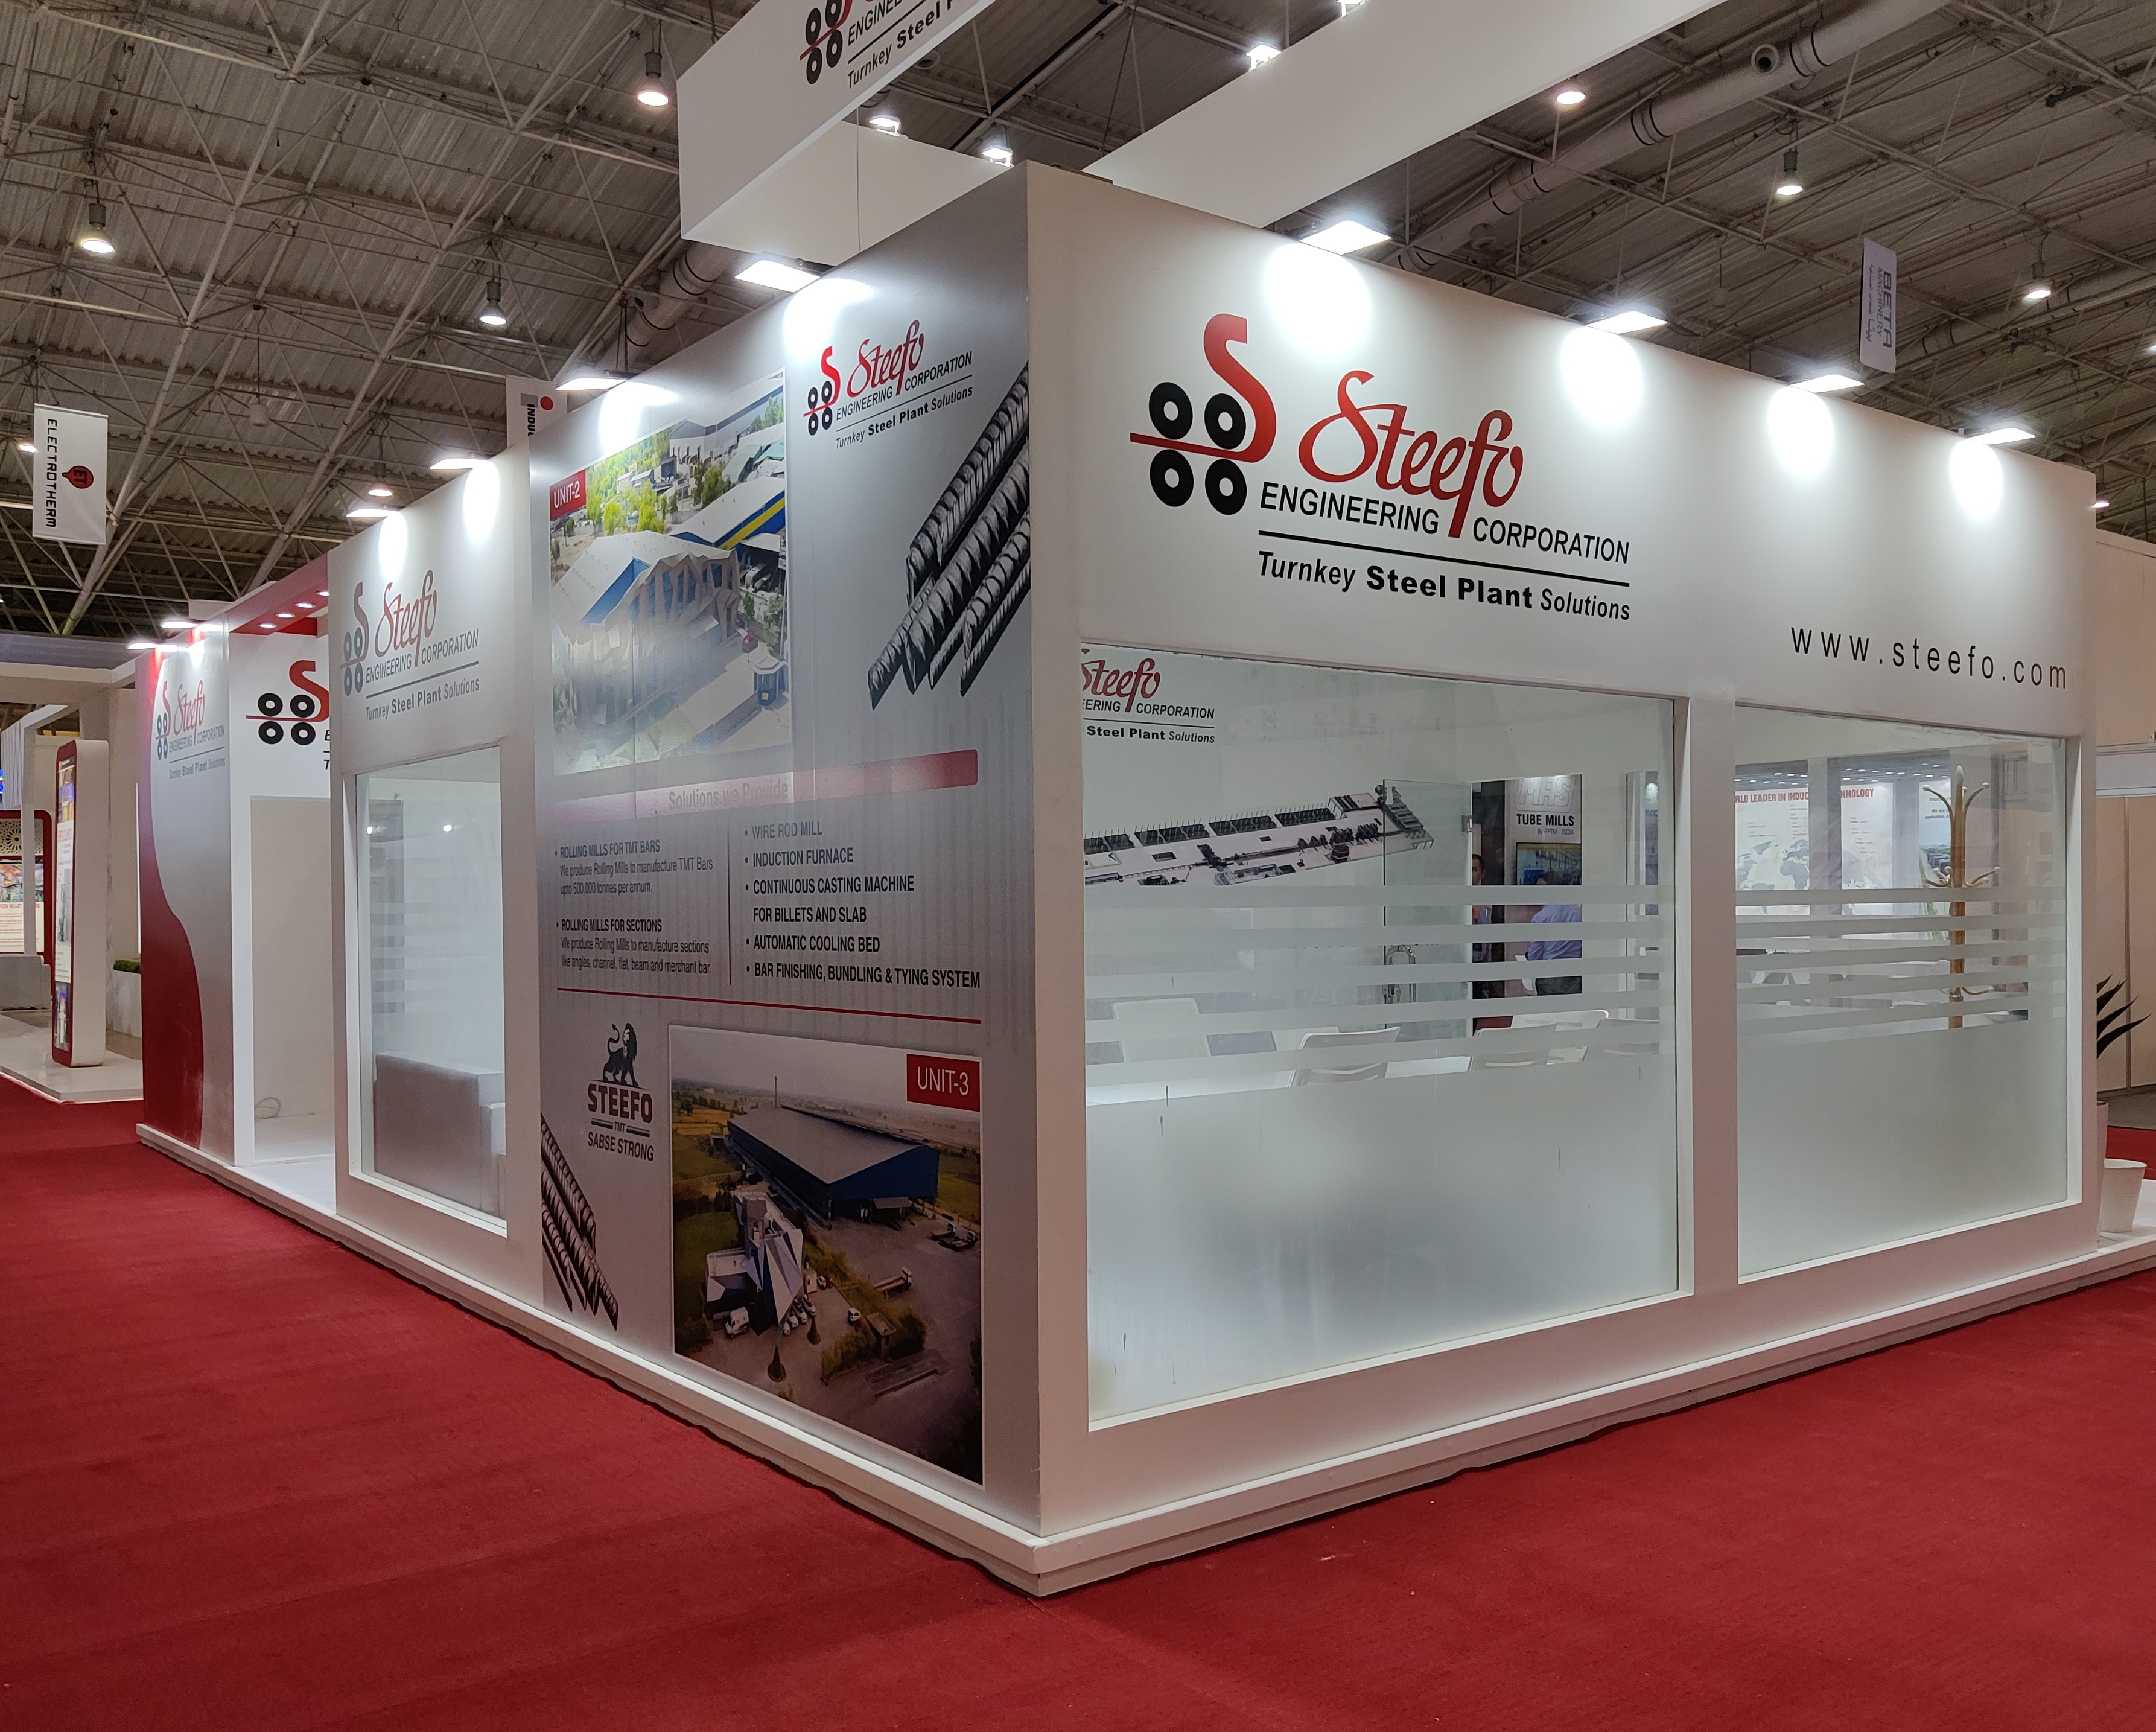 ENGINEERING
Turnkey Steel
ELECTROTHERM
ET
BETA
MACHINERY
Steefo
ENGINEERING CORPORATION
Turnkey Steel Plant Solutions
Steefo
ENGINEERING CORPORATION
Turnkey Steel Plant Solutions
Steefo
ENGINEERING CORPORATION
Turnkey Steel Plant Solutions
UNIT-2
Steefo
ENGINEERING CORPORATION
Turnkey Steel Plant Solutions
Solutions we Provide
• ROLLING MILLS FOR TMT BARS
We produce Rolling Mills to manufacture TMT Bars
upto 500,000 tonnes per annum.
• ROLLING MILLS FOR SECTIONS
We produce Rolling Mills to manufacture sections
like angles, channel, flat, beam and merchant bar.
• WIRE ROD MILL
• INDUCTION FURNACE
• CONTINUOUS CASTING MACHINE
FOR BILLETS AND SLAB
• AUTOMATIC COOLING BED
• BAR FINISHING, BUNDLING & TYING SYSTEM
STEEFO
TMT
SABSE STRONG
UNIT-3
www.steefo.com
Steefo
CORPORATION
Steel Plant Solutions
TUBE MILLS